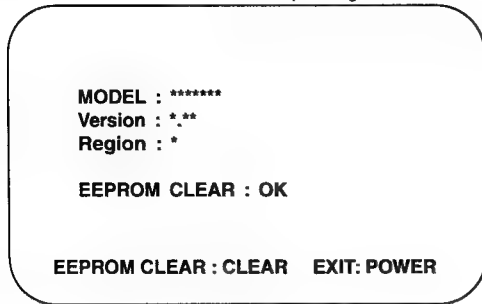 MODEL : *******
Version : *.**
Region : *
EEPROM CLEAR : OK
EEPROM CLEAR : CLEAR EXIT: POWER